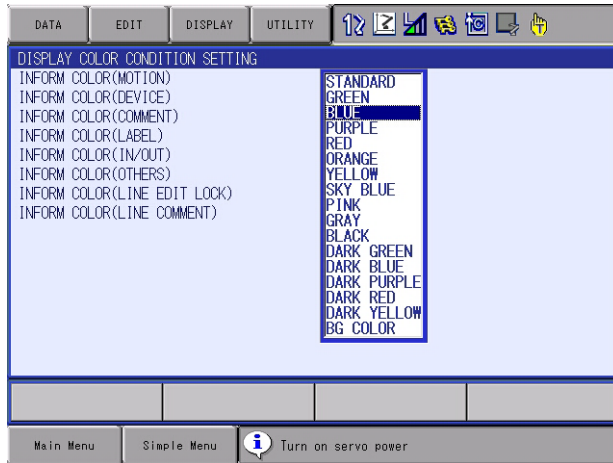 DATA EDIT DISPLAY UTILITY
DISPLAY COLOR CONDITION SETTING
INFORM COLOR(MOTION)
INFORM COLOR(DEVICE)
INFORM COLOR(COMMENT)
INFORM COLOR(LABEL)
INFORM COLOR(IN/OUT)
INFORM COLOR(OTHERS)
INFORM COLOR(LINE EDIT LOCK)
INFORM COLOR(LINE COMMENT)
STANDARD
GREEN
BLUE
PURPLE
RED
ORANGE
YELLOW
SKY BLUE
PINK
GRAY
BLACK
DARK GREEN
DARK BLUE
DARK PURPLE
DARK RED
DARK YELLOW
BG COLOR
Main Menu Simple Menu Turn on servo power